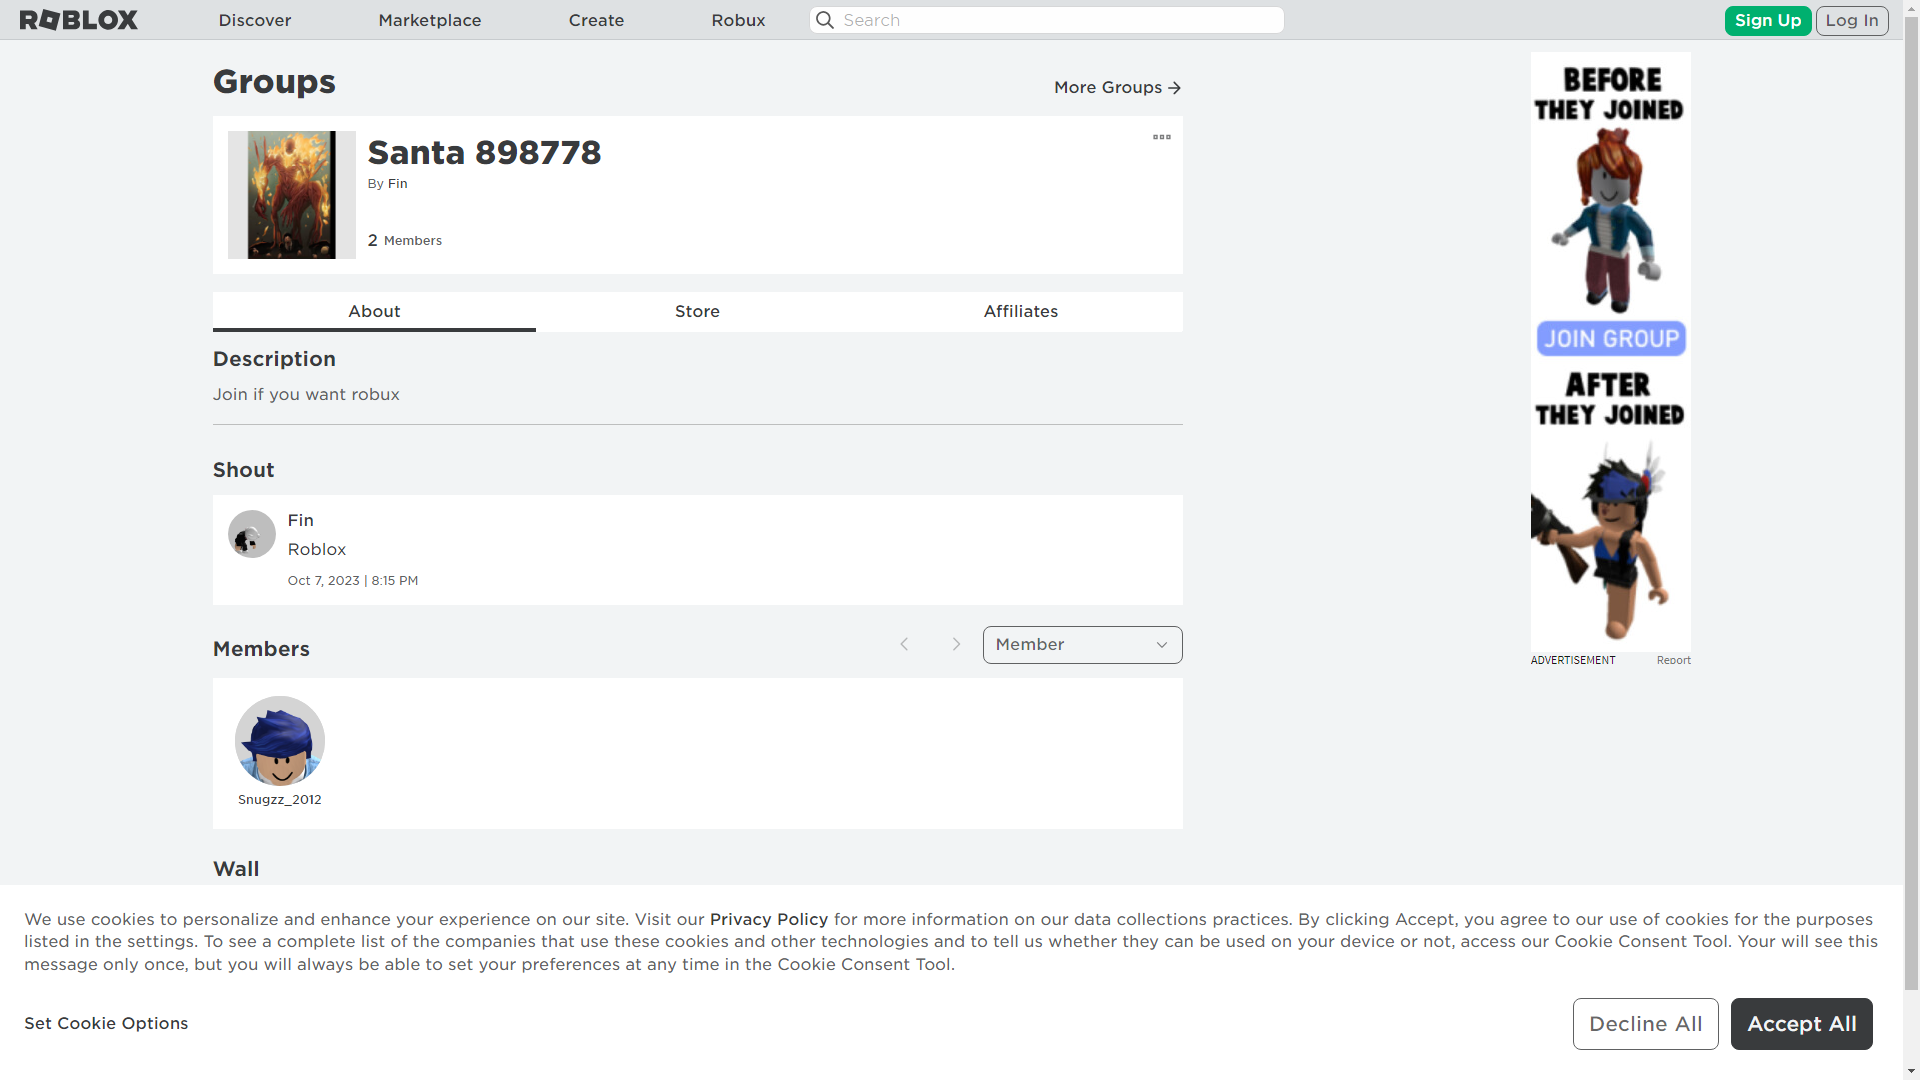 ROBLOX
Discover
Marketplace
Create
Robux
Search
Sign Up
Log In
Groups
More Groups
Santa 898778
By Fin
2 Members
About
Store
Affiliates
Description
Join if you want robux
Shout
Fin
Roblox
Oct 7, 2023 | 8:15 PM
Members
Member
Snugzz_2012
Wall
BEFORE
THEY JOINED
JOIN GROUP
AFTER
THEY JOINED
ADVERTISEMENT
Report
We use cookies to personalize and enhance your experience on our site. Visit our Privacy Policy for more information on our data collections practices. By clicking Accept, you agree to our use of cookies for the purposes
listed in the settings. To see a complete list of the companies that use these cookies and other technologies and to tell us whether they can be used on your device or not, access our Cookie Consent Tool. Your will see this
message only once, but you will always be able to set your preferences at any time in the Cookie Consent Tool.
Set Cookie Options
Decline All
Accept All